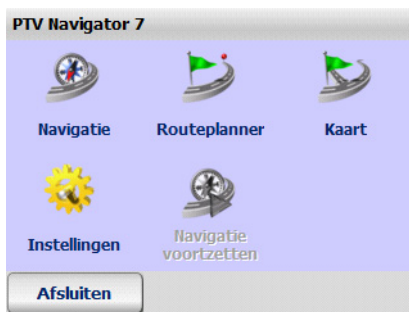 PTV Navigator 7
Navigatie Routeplanner Kaart
Instellingen
Navigatie
voortzetten
Afsluiten